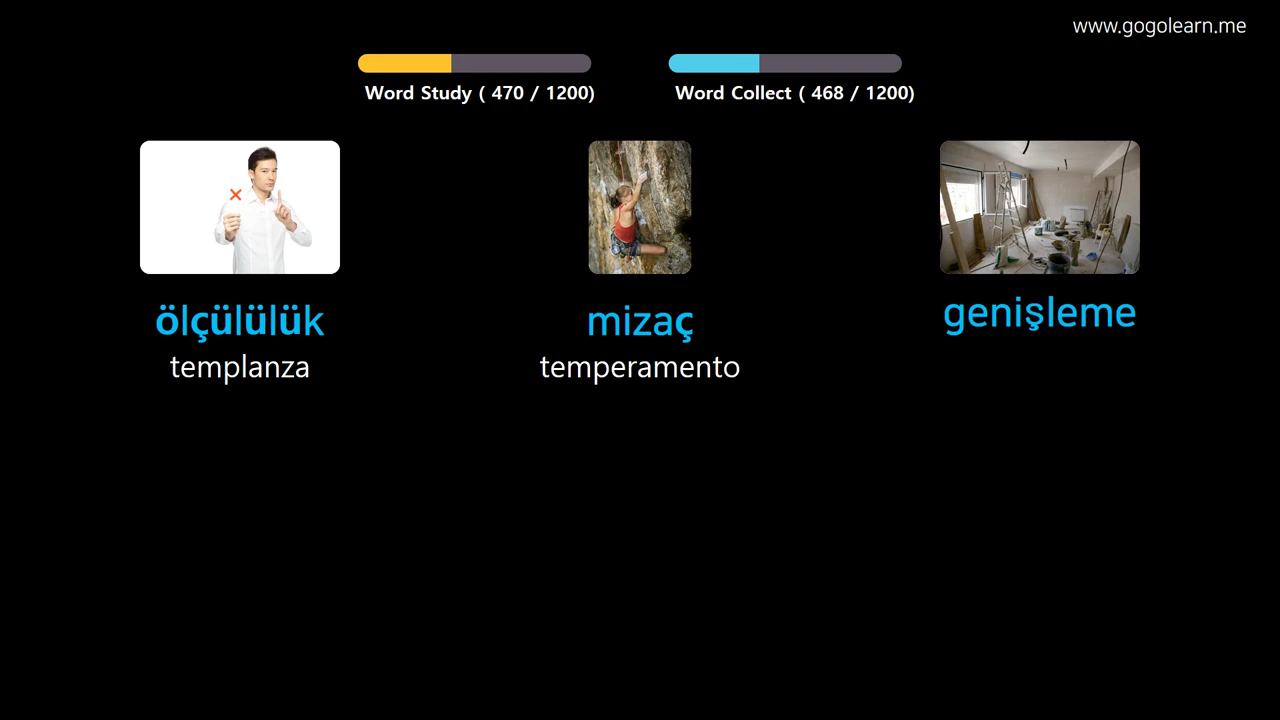 www.gogolearn.me
Word Study ( 470 / 1200)
Word Collect ( 468 / 1200)
ölçülülük
templanza
mizaç
temperamento
genişleme